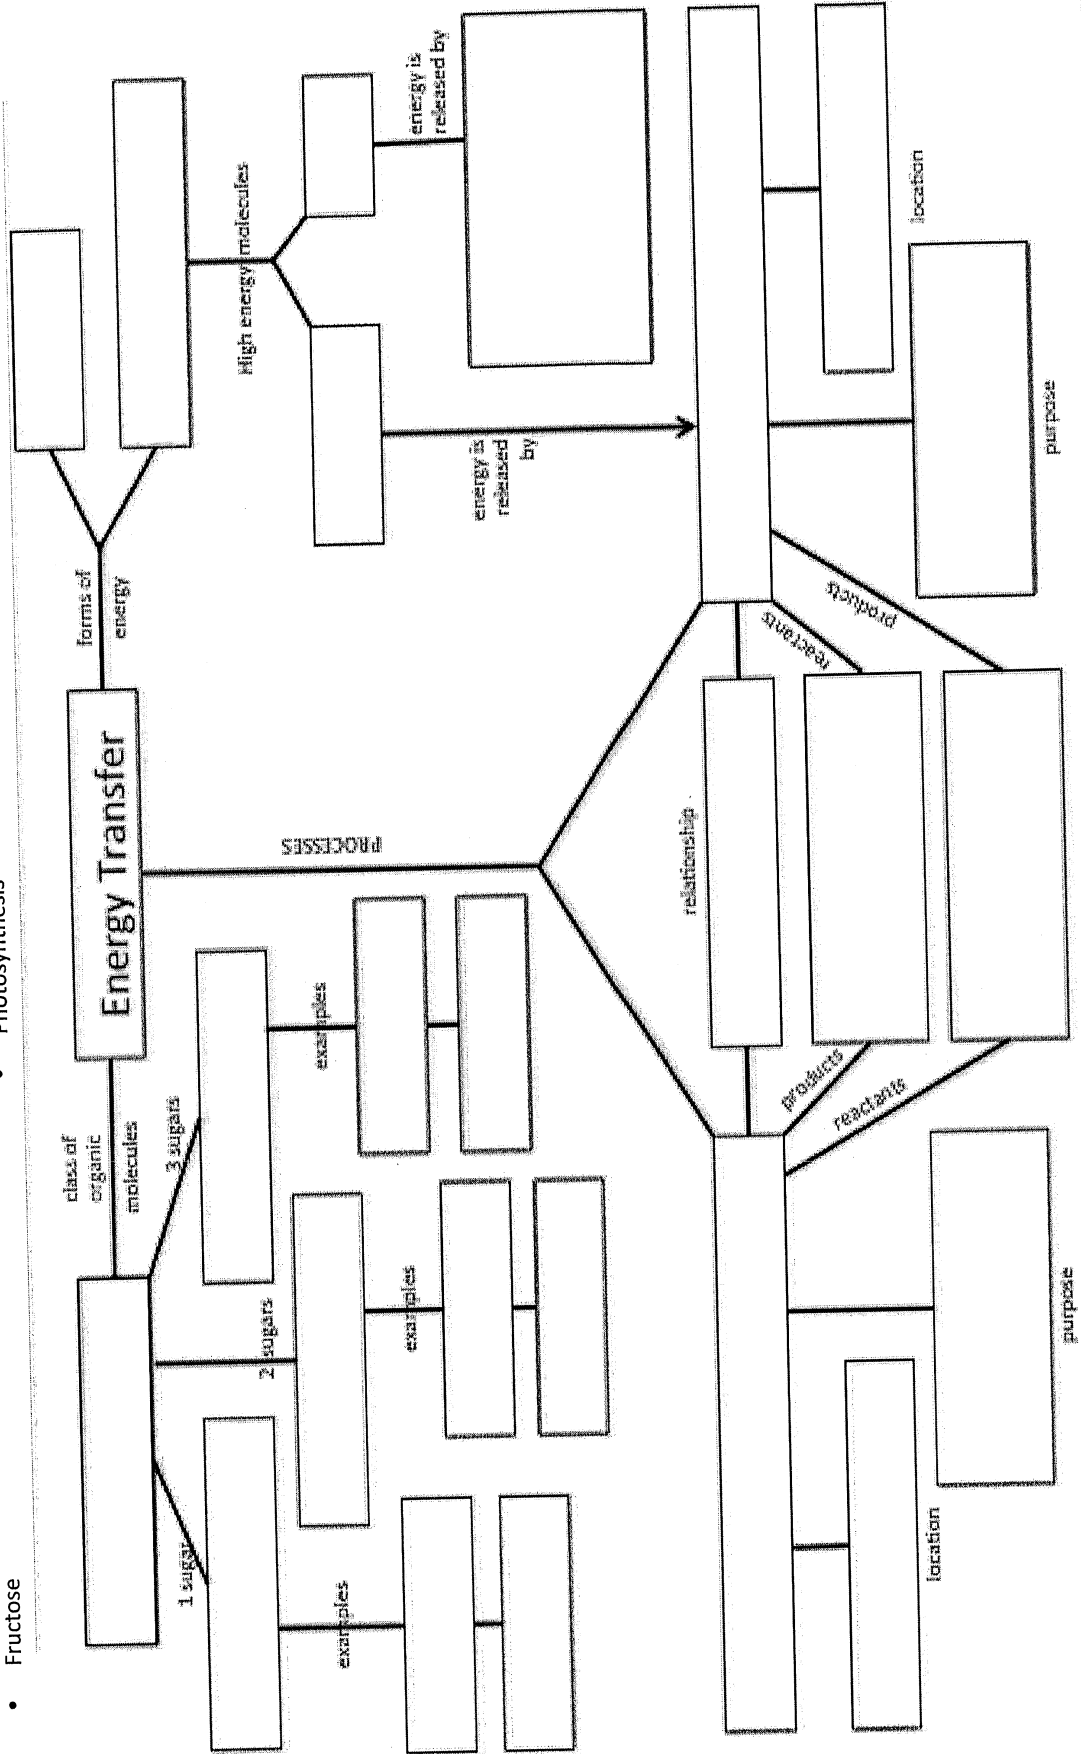 • Fructose
• Photosynthesis
Energy Transfer
class of
organic
molecules
forms of
energy
1 sugar
2 sugars
3 sugars
examples
examples
examples
PROCESSES
High energy molecules
energy is
released
by
energy is
released by
relationship
products
reactants
reactants
products
location
purpose
purpose
location